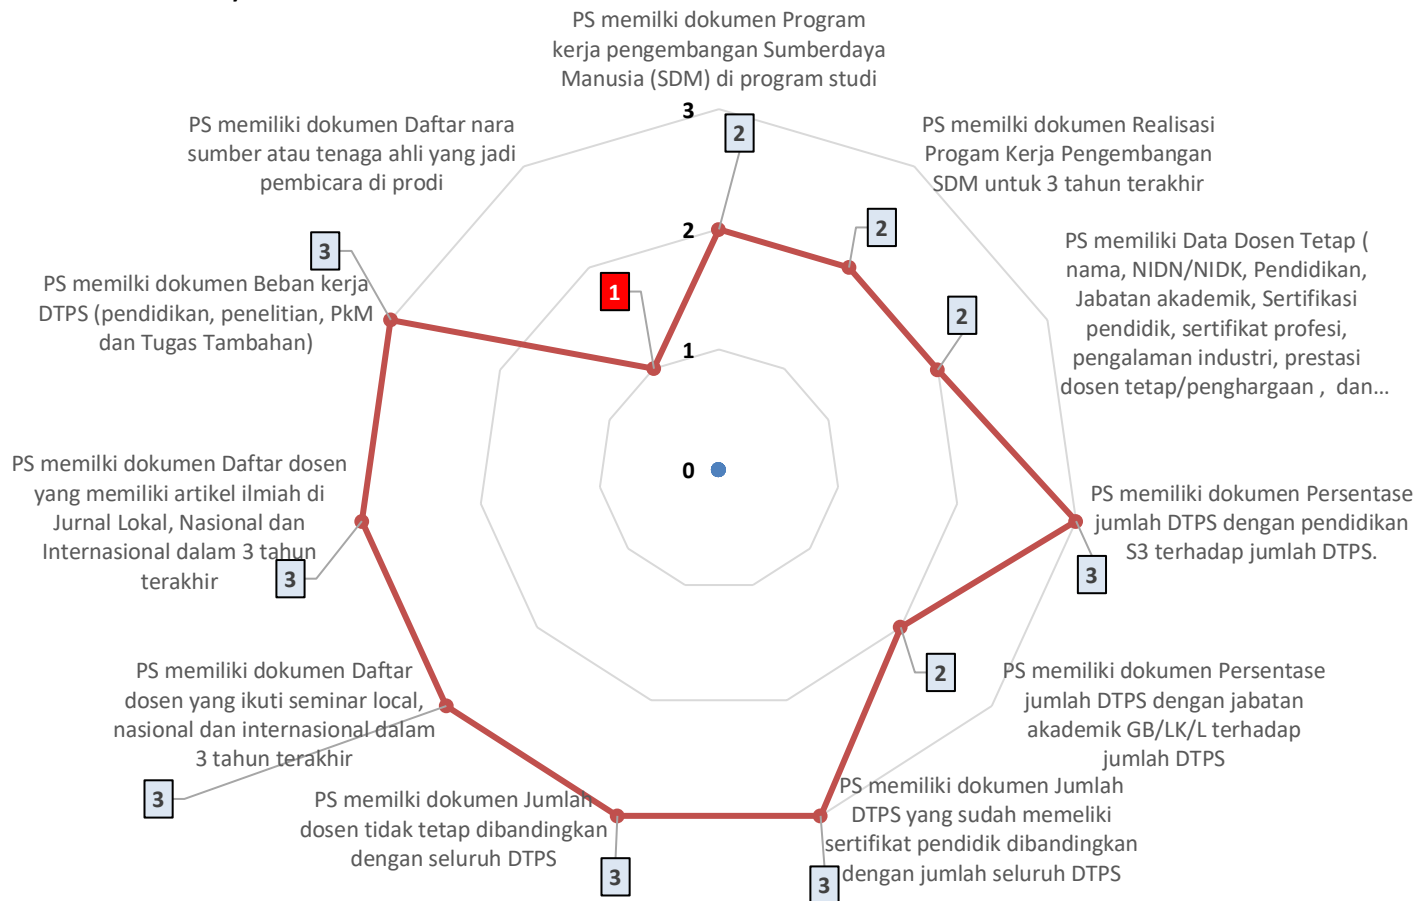 PS memilki dokumen Program
kerja pengembangan Sumberdaya
Manusia (SDM) di program studi
PS memilki dokumen Realisasi
Progam Kerja Pengembangan
SDM untuk 3 tahun terakhir
PS memiliki Data Dosen Tetap (
nama, NIDN/NIDK, Pendidikan,
Jabatan akademik, Sertifikasi
pendidik, sertifikat profesi,
pengalaman industri, prestasi
dosen tetap/penghargaan , dan...
PS memiliki dokumen Persentase
jumlah DTPS dengan pendidikan
S3 terhadap jumlah DTPS.
PS memiliki dokumen Persentase
jumlah DTPS dengan jabatan
akademik GB/LK/L terhadap
jumlah DTPS
PS memiliki dokumen Jumlah
DTPS yang sudah memeliki
sertifikat pendidik dibandingkan
dengan jumlah seluruh DTPS
PS memilki dokumen Jumlah
dosen tidak tetap dibandingkan
dengan seluruh DTPS
PS memiliki dokumen Daftar
dosen yang ikuti seminar local,
nasional dan internasional dalam
3 tahun terakhir
PS memilki dokumen Daftar dosen
yang memiliki artikel ilmiah di
Jurnal Lokal, Nasional dan
Internasional dalam 3 tahun
terakhir
PS memilki dokumen Beban kerja
DTPS (pendidikan, penelitian, PkM
dan Tugas Tambahan)
PS memiliki dokumen Daftar nara
sumber atau tenaga ahli yang jadi
pembicara di prodi
3
2
1
0
2
2
2
3
2
3
3
3
3
3
1